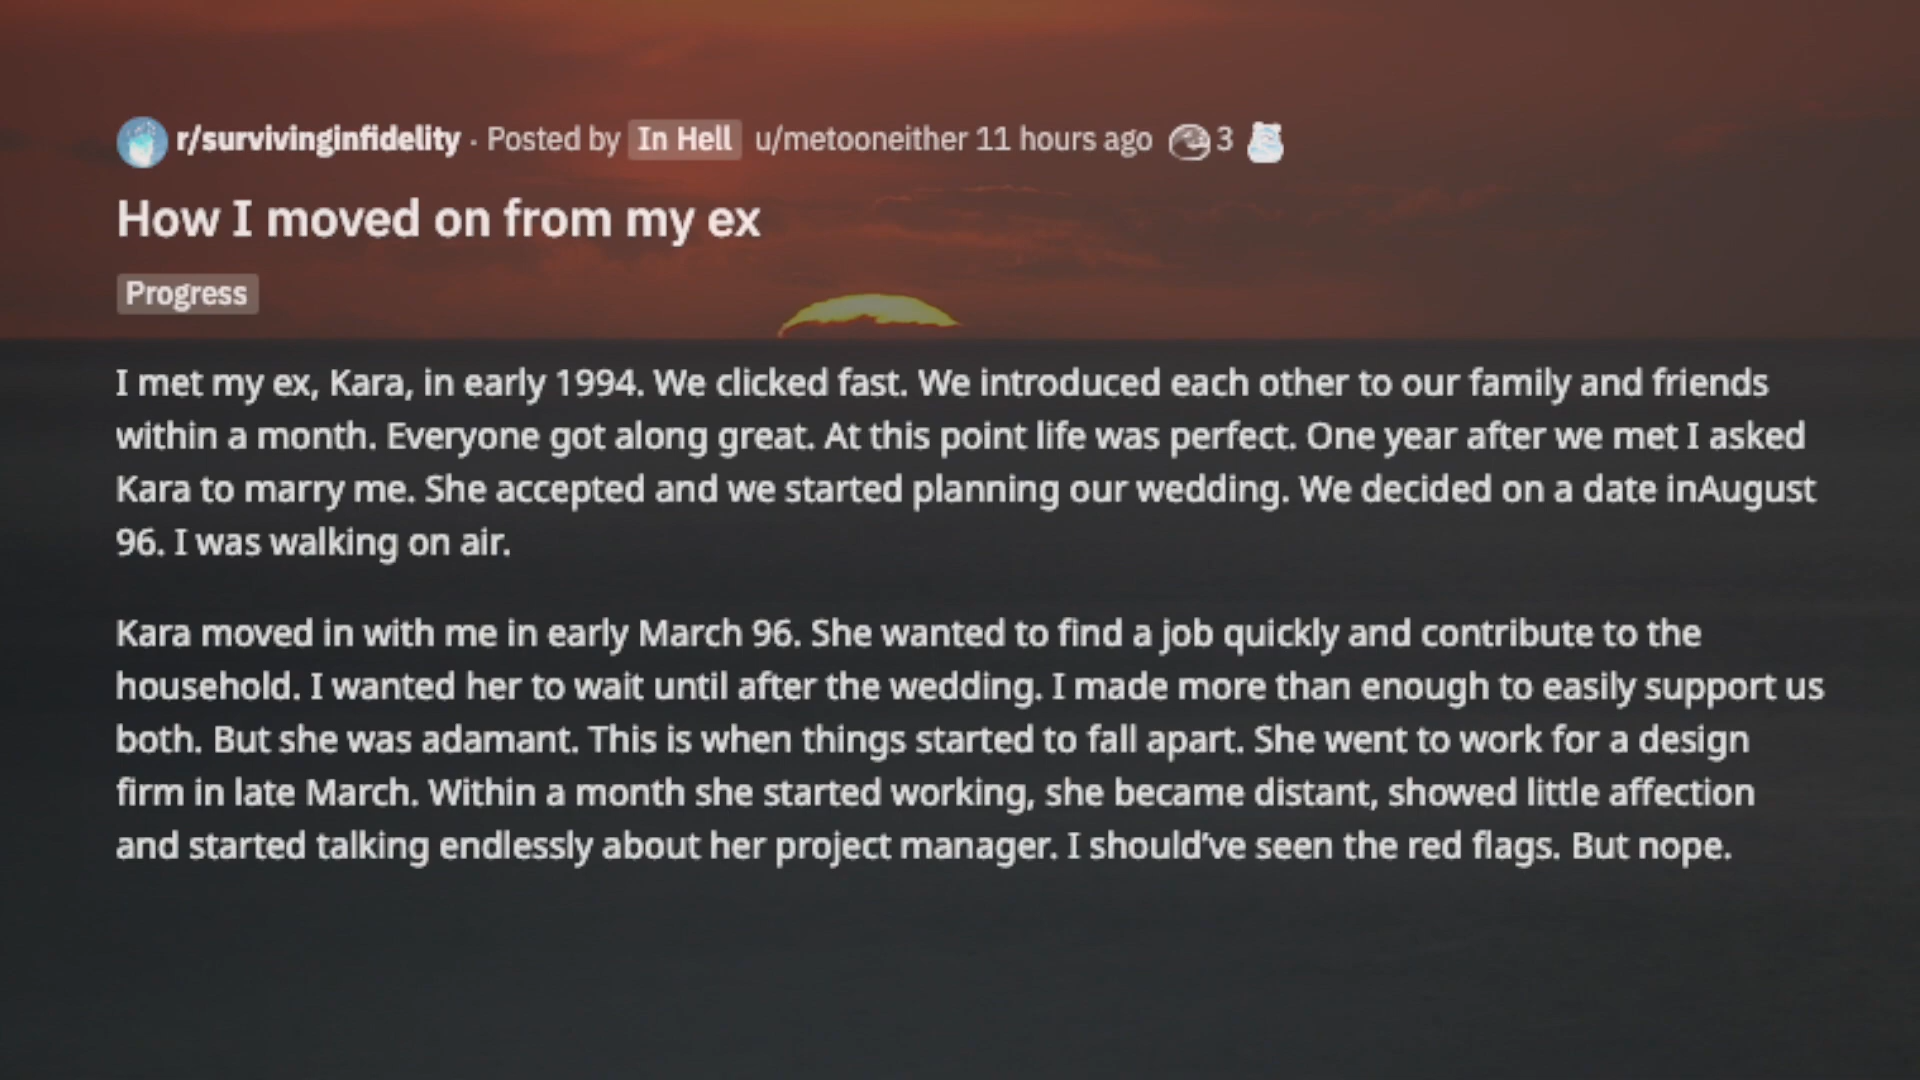 r/survivinginfidelity · Posted by In Hell u/metooneither 11 hours ago 3
How I moved on from my ex
Progress
I met my ex, Kara, in early 1994. We clicked fast. We introduced each other to our family and friends
within a month. Everyone got along great. At this point life was perfect. One year after we met I asked
Kara to marry me. She accepted and we started planning our wedding. We decided on a date inAugust
96. I was walking on air.
Kara moved in with me in early March 96. She wanted to find a job quickly and contribute to the
household. I wanted her to wait until after the wedding. I made more than enough to easily support us
both. But she was adamant. This is when things started to fall apart. She went to work for a design
firm in late March. Within a month she started working, she became distant, showed little affection
and started talking endlessly about her project manager. I should’ve seen the red flags. But nope.